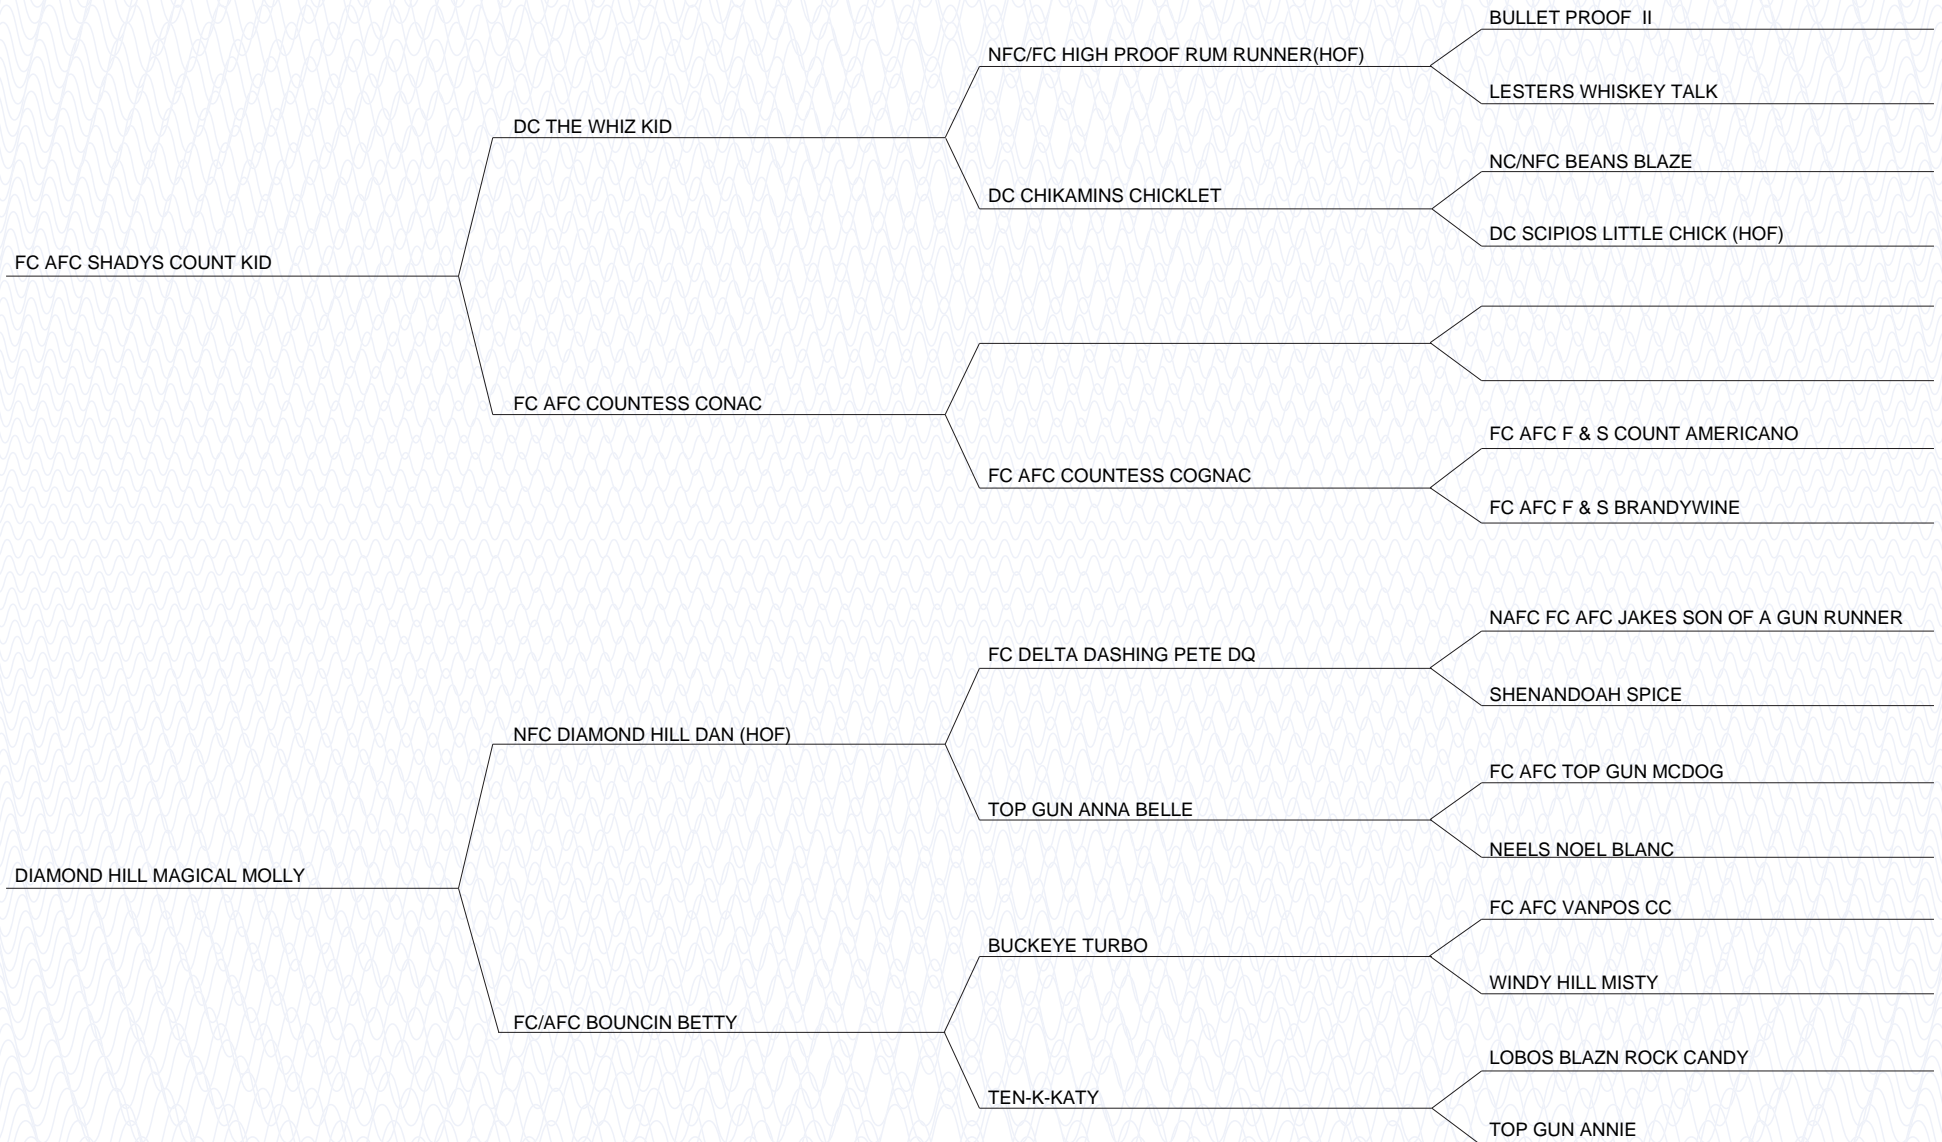 BULLET PROOF  II
NFC/FC HIGH PROOF RUM RUNNER(HOF)
LESTERS WHISKEY TALK
DC THE WHIZ KID
NC/NFC BEANS BLAZE
DC CHIKAMINS CHICKLET
DC SCIPIOS LITTLE CHICK (HOF)
FC AFC SHADYS COUNT KID
FC AFC COUNTESS CONAC
FC AFC F & S COUNT AMERICANO
FC AFC COUNTESS COGNAC
FC AFC F & S BRANDYWINE
NAFC FC AFC JAKES SON OF A GUN RUNNER
FC DELTA DASHING PETE DQ
SHENANDOAH SPICE
NFC DIAMOND HILL DAN (HOF)
FC AFC TOP GUN MCDOG
TOP GUN ANNA BELLE
NEELS NOEL BLANC
DIAMOND HILL MAGICAL MOLLY
FC AFC VANPOS CC
BUCKEYE TURBO
WINDY HILL MISTY
FC/AFC BOUNCIN BETTY
LOBOS BLAZN ROCK CANDY
TEN-K-KATY
TOP GUN ANNIE